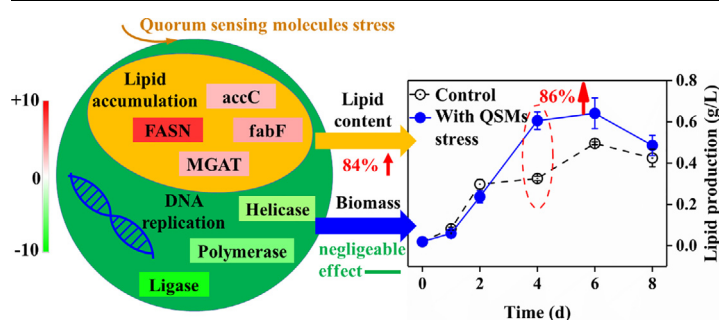 Quorum sensing molecules stress
Lipid
accumulation
accC
FASN
fabF
MGAT
DNA
replication
Helicase
Polymerase
Ligase
+10
0
-10
Lipid
content
84%
Biomass
negligeable
effect
Control
With QSMs
stress
86%
0.8
0.6
0.4
0.2
0.0
Lipid production (g/L)
0 2 4 6 8
Time (d)